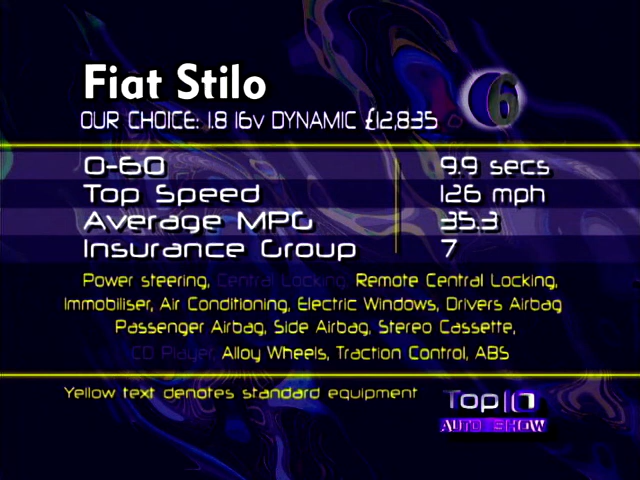 Fiat Stilo
6
OUR CHOICE: 1.8 16v DYNAMIC £12,835
0-60 9.9 secs
Top Speed 126 mph
Average MPG 35.3
Insurance Group 7
Power steering, Central Locking, Remote Central Locking,
Immobiliser, Air Conditioning, Electric Windows, Drivers Airbag
Passenger Airbag, Side Airbag, Stereo Cassette,
CD Player, Alloy Wheels, Traction Control, ABS
Yellow text denotes standard equipment
Top 10
AUTO SHOW